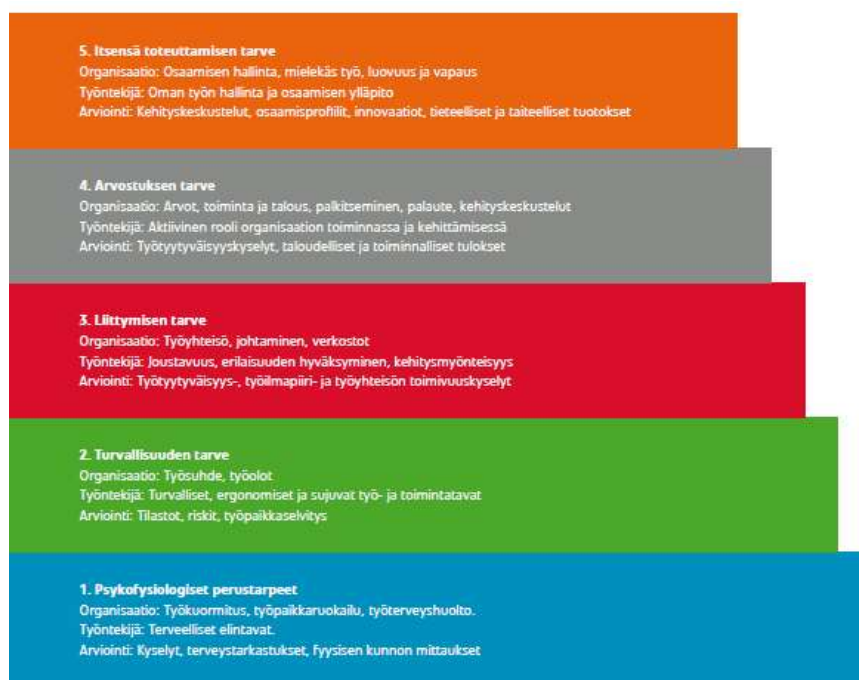 5. Itsensä toteuttamisen tarve
Organisaatio: Osaamisen hallinta, mielekäs työ, luovuus ja vapaus
Työntekijä: Oman työn hallinta ja osaamisen ylläpito
Arviointi: Kehityskeskustelut, osaamisprofiilit, innovaatiot, tieteelliset ja taiteelliset tuotokset
4. Arvostuksen tarve
Organisaatio: Arvot, toiminta ja talous, palkitseminen, palaute, kehityskeskustelut
Työntekijä: Aktiivinen rooli organisaation toiminnassa ja kehittämisessä
Arviointi: Työtyytyväisyyskyselyt, taloudelliset ja toiminnalliset tulokset
3. Liittymisen tarve
Organisaatio: Työyhteisö, johtaminen, verkostot
Työntekijä: Joustavuus, erilaisuuden hyväksyminen, kehitysmyönteisyys
Arviointi: Työtyytyväisyys-, työilmapiiri- ja työyhteisön toimivuuskyselyt
2. Turvallisuuden tarve
Organisaatio: Työsuhde, työolot
Työntekijä: Turvalliset, ergonomiset ja sujuvat työ- ja toimintatavat
Arviointi: Tilastot, riskit, työpaikkaselvitys
1. Psykofysiologiset perustarpeet
Organisaatio: Työkuormitus, työpaikkaruokailu, työterveyshuolto.
Työntekijä: Terveelliset elintavat.
Arviointi: Kyselyt, terveystarkastukset, fyysisen kunnon mittaukset